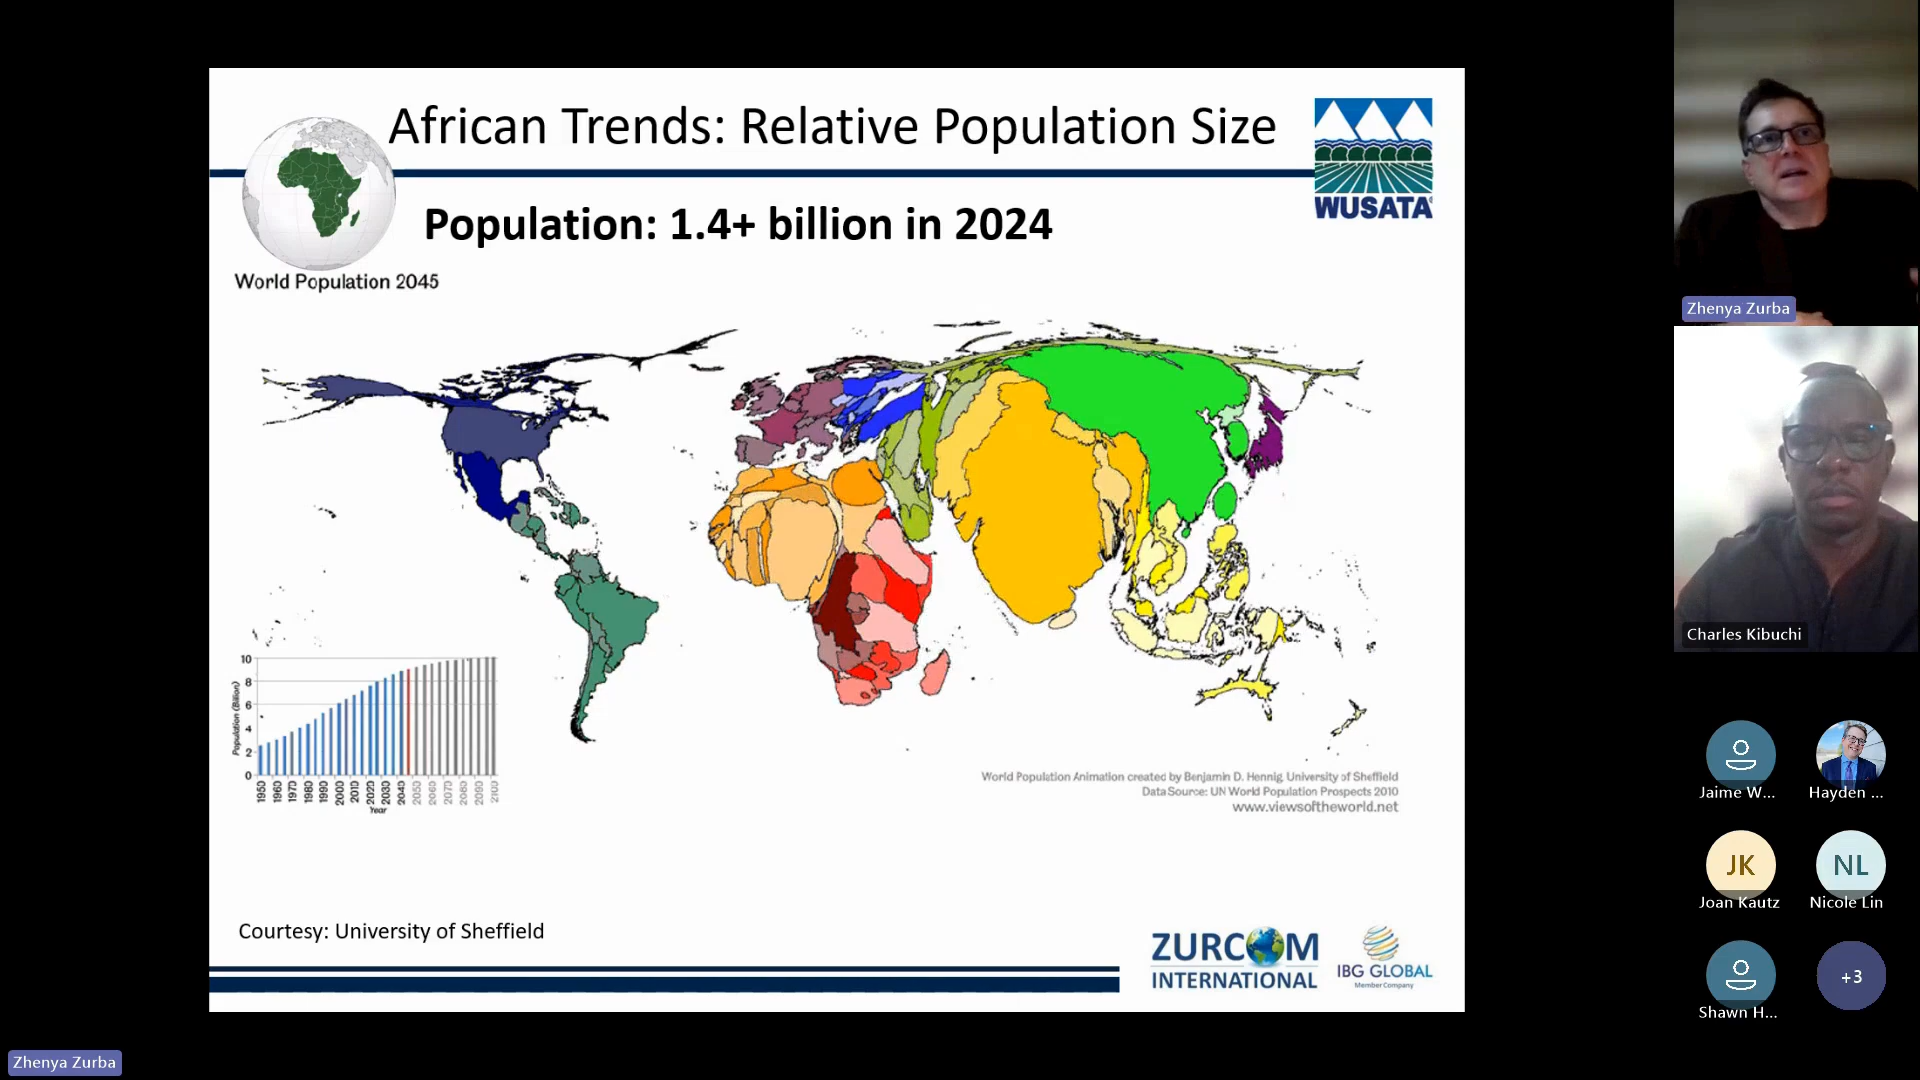 African Trends: Relative Population Size
WUSATA
Population: 1.4+ billion in 2024
World Population 2045
10
8
6
4
2
0
Population (Billion)
1950
1960
1970
1980
1990
2000
2010
2020
2030
2040
2050
2060
2070
2080
2090
2100
Year
World Population Animation created by Benjamin D. Hennig, University of Sheffield
Data Source: UN World Population Prospects 2010
www.viewsoftheworld.net
Courtesy: University of Sheffield
ZURCOM
INTERNATIONAL
IBG GLOBAL
Member Company
Zhenya Zurba
Charles Kibuchi
Jaime W...
Hayden ...
JK
Joan Kautz
NL
Nicole Lin
Shawn H...
+3
Zhenya Zurba